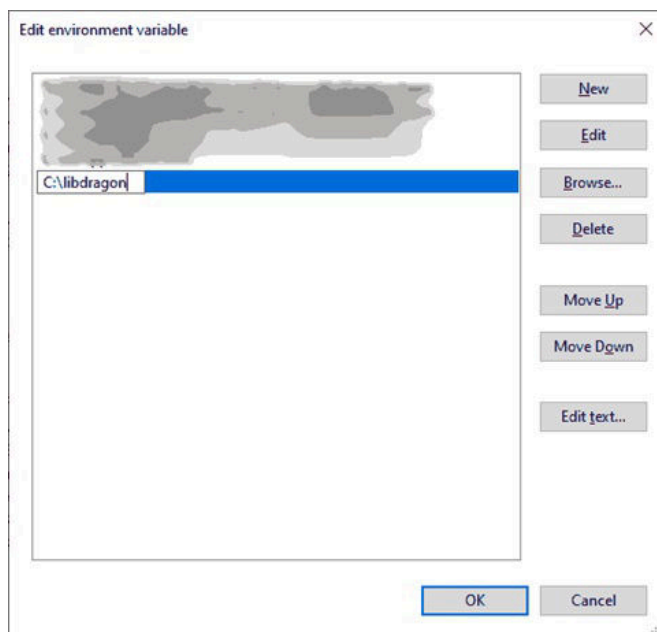 Edit environment variable
New
Edit
C:\libdragon
Browse...
Delete
Move Up
Move Down
Edit text...
OK
Cancel